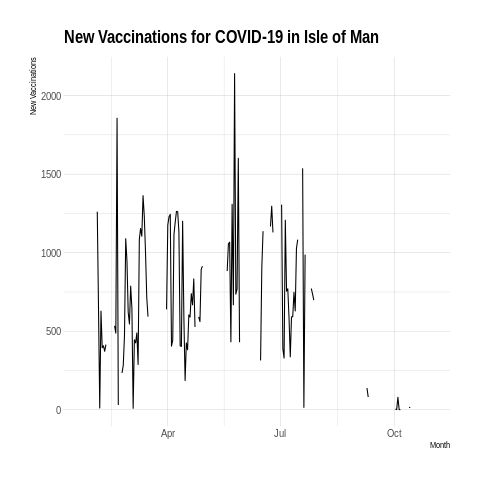 New Vaccinations for COVID-19 in Isle of Man
New Vaccinations
2000
1500
1000
500
0
Apr
Jul
Oct
Month